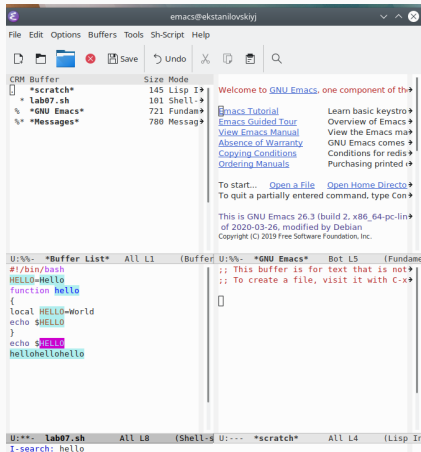 emacs@ekstanilovskiyj
File Edit Options Buffers Tools Sh-Script Help
Save Undo
CRM Buffer Size Mode
. *scratch* 145 Lisp I
* lab07.sh 101 Shell-
% *GNU Emacs* 721 Fundam
%* *Messages* 780 Messag
U:%%- *Buffer List* All L1 (Buffer
Welcome to GNU Emacs, one component of th
Emacs Tutorial Learn basic keystro
Emacs Guided Tour Overview of Emacs
View Emacs Manual View the Emacs ma
Absence of Warranty GNU Emacs comes
Copying Conditions Conditions for redis
Ordering Manuals Purchasing printed
To start... Open a File Open Home Directo
To quit a partially entered command, type Con
This is GNU Emacs 26.3 (build 2, x86_64-pc-lin
of 2020-03-26, modified by Debian
Copyright (C) 2019 Free Software Foundation, Inc.
U:%%- *GNU Emacs* Bot L5 (Fundame
#!/bin/bash
HELLO=Hello
function hello
{
local HELLO=World
echo $HELLO
}
echo $HELLO
hellohellohello
U:**- lab07.sh All L8 (Shell-s
;; This buffer is for text that is not
;; To create a file, visit it with C-x
U:--- *scratch* All L4 (Lisp In
I-search: hello